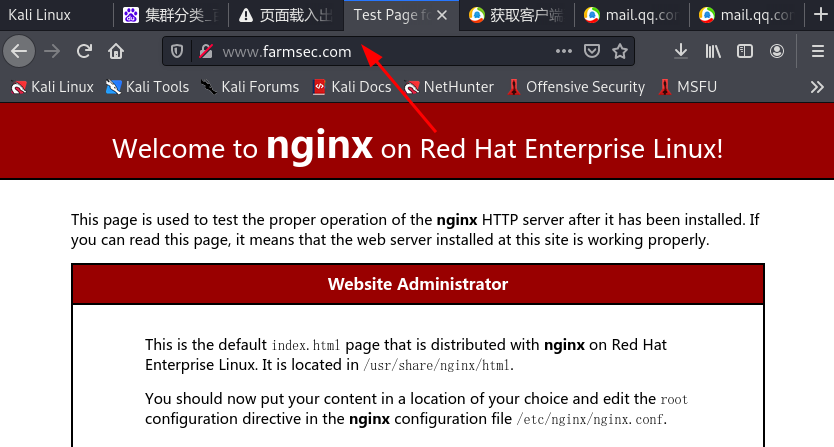 Kali Linux
集群分类_百
页面载入出
Test Page fo
获取客户端
mail.qq.com
mail.qq.com
www.farmsec.com
Kali Linux
Kali Tools
Kali Forums
Kali Docs
NetHunter
Offensive Security
MSFU
Welcome to nginx on Red Hat Enterprise Linux!
This page is used to test the proper operation of the nginx HTTP server after it has been installed. If
you can read this page, it means that the web server installed at this site is working properly.
Website Administrator
This is the default index.html page that is distributed with nginx on Red Hat
Enterprise Linux. It is located in /usr/share/nginx/html.
You should now put your content in a location of your choice and edit the root
configuration directive in the nginx configuration file /etc/nginx/nginx.conf.